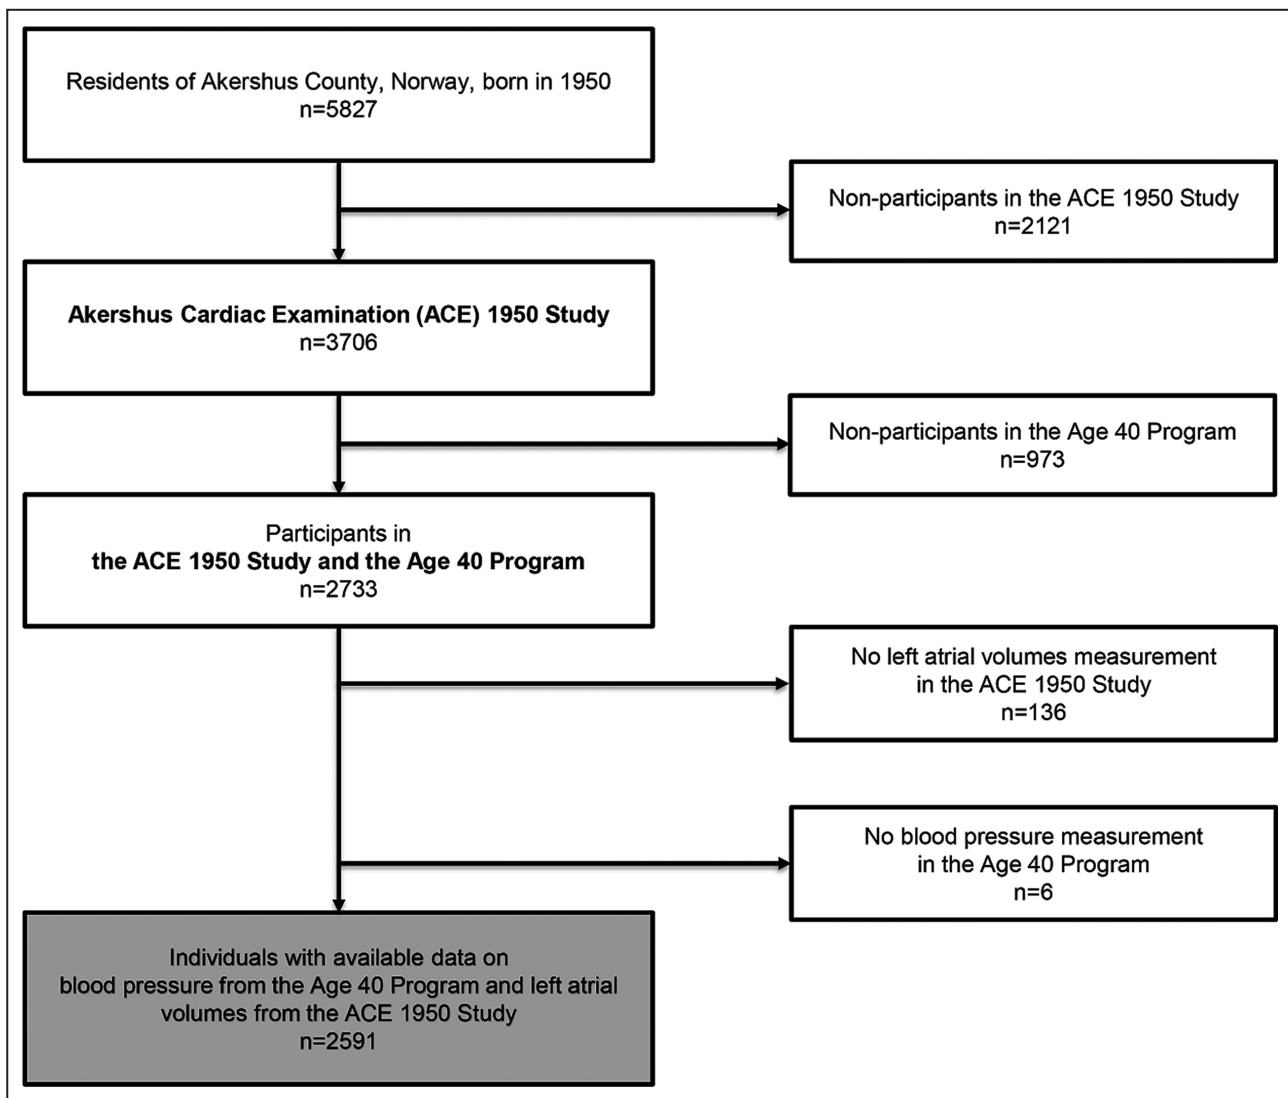 Residents of Akershus County, Norway, born in 1950
n=5827
Non-participants in the ACE 1950 Study
n=2121
Akershus Cardiac Examination (ACE) 1950 Study
n=3706
Non-participants in the Age 40 Program
n=973
Participants in
the ACE 1950 Study and the Age 40 Program
n=2733
No left atrial volumes measurement
in the ACE 1950 Study
n=136
No blood pressure measurement
in the Age 40 Program
n=6
Individuals with available data on
blood pressure from the Age 40 Program and left atrial
volumes from the ACE 1950 Study
n=2591